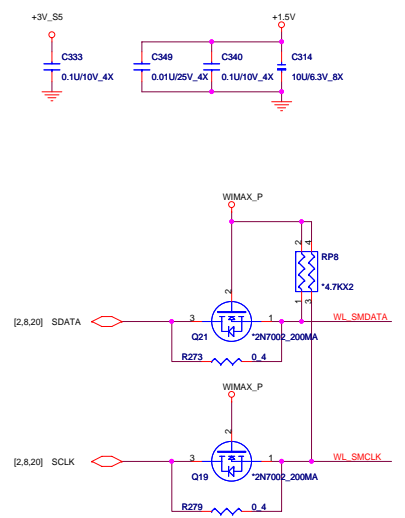 +3V_S5
+1.5V
C333
C349
C340
C314
0.1U/10V_4X
0.01U/25V_4X
0.1U/10V_4X
10U/6.3V_8X
WIMAX_P
2
4
RP8
2
*4.7KX2
1
3
[2,8,20]
SDATA
3
1
WL_SMDATA
Q21
*2N7002_200MA
R273
0_4
WIMAX_P
2
[2,8,20]
SCLK
3
1
WL_SMCLK
Q19
*2N7002_200MA
R279
0_4